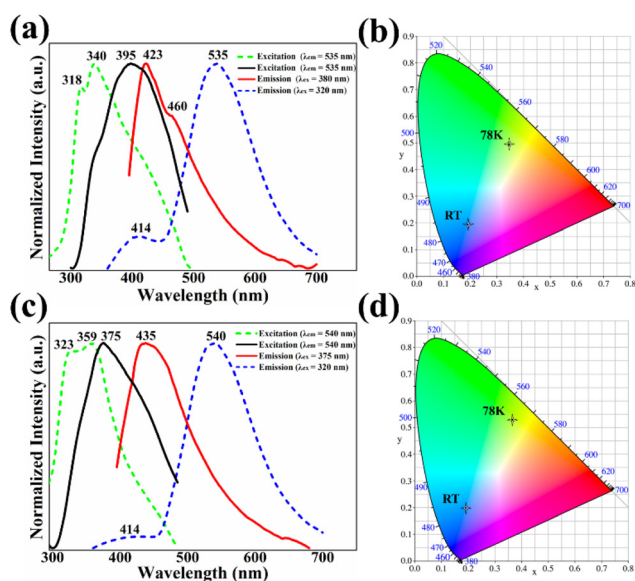 (a)
318 340 395 423 460 535
414
Excitation (λem = 535 nm)
Excitation (λem = 535 nm)
Emission (λex = 380 nm)
Emission (λex = 320 nm)
Normalized Intensity (a.u.)
300 400 500 600 700
Wavelength (nm)
(b)
0.9
0.8
0.7
0.6
0.5
y
0.4
0.3
0.2
0.1
0.0
520
540
560
580
600
620
700
500
490
480
470
460
380
78K
RT
0.0 0.1 0.2 0.3 0.4 0.5 0.6 0.7 0.8
x
(c)
323 359 375 435 540
414
Excitation (λem = 540 nm)
Excitation (λem = 540 nm)
Emission (λex = 375 nm)
Emission (λex = 320 nm)
Normalized Intensity (a.u.)
300 400 500 600 700
Wavelength (nm)
(d)
0.9
0.8
0.7
0.6
0.5
y
0.4
0.3
0.2
0.1
0.0
520
540
560
580
600
620
700
500
490
480
470
460
380
78K
RT
0.0 0.1 0.2 0.3 0.4 0.5 0.6 0.7 0.8
x